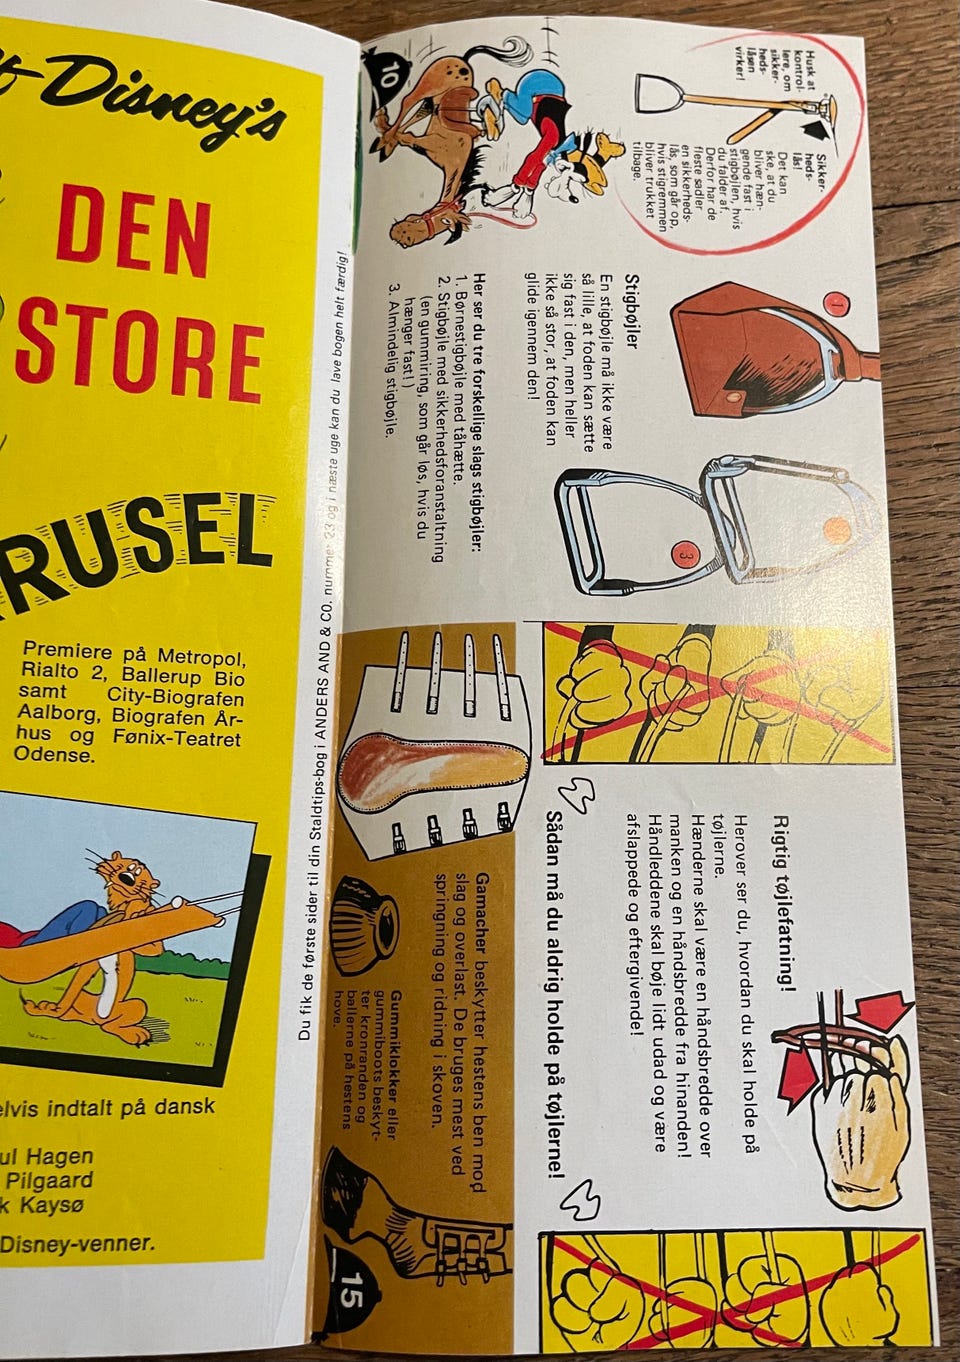 Disney's
DEN
STORE
RUSEL
Premiere på Metropol,
Rialto 2, Ballerup Bio
samt City-Biografen
Aalborg, Biografen År-
hus og Fønix-Teatret
Odense.
elvis indtalt på dansk
ul Hagen
Pilgaard
k Kaysø
Disney-venner.
Du fik de første sider til din Staldtips-bog i ANDERS AND & CO. nummer 23 og i næste uge kan du lave bogen helt færdig!
10
Husk at
kontrol-
lere, om
sikker-
heds-
låsen
virker!
Sikker-
heds-
lås!
Det kan
ske, at du
bliver hæn-
gende fast i
stigbøjlen, hvis
du falder af.
Derfor har de
fleste sadler
en sikkerheds-
lås, som går op,
hvis stigremmen
bliver trukket
tilbage.
Stigbøjler
En stigbøjle må ikke være
så lille, at foden kan sætte
sig fast i den, men heller
ikke så stor, at foden kan
glide igennem den!
Her ser du tre forskellige slags stigbøjler:
1. Børnestigbøjle med tåhætte.
2. Stigbøjle med sikkerhedsforanstaltning
(en gummiring, som går løs, hvis du
hænger fast!)
3. Almindelig stigbøjle.
1
3
Rigtig tøjlefatning!
Herover ser du, hvordan du skal holde på
tøjlerne.
Hænderne skal være en håndsbredde over
manken og en håndsbredde fra hinanden!
Håndleddene skal bøje lidt udad og være
afslappede og eftergivende!
Sådan må du aldrig holde på tøjlerne!
Gamacher beskytter hestens ben mod
slag og overlast. De bruges mest ved
springning og ridning i skoven.
Gummiklokker eller
gummiboots beskyt-
ter kronranden og
ballerne på hestens
hove.
15